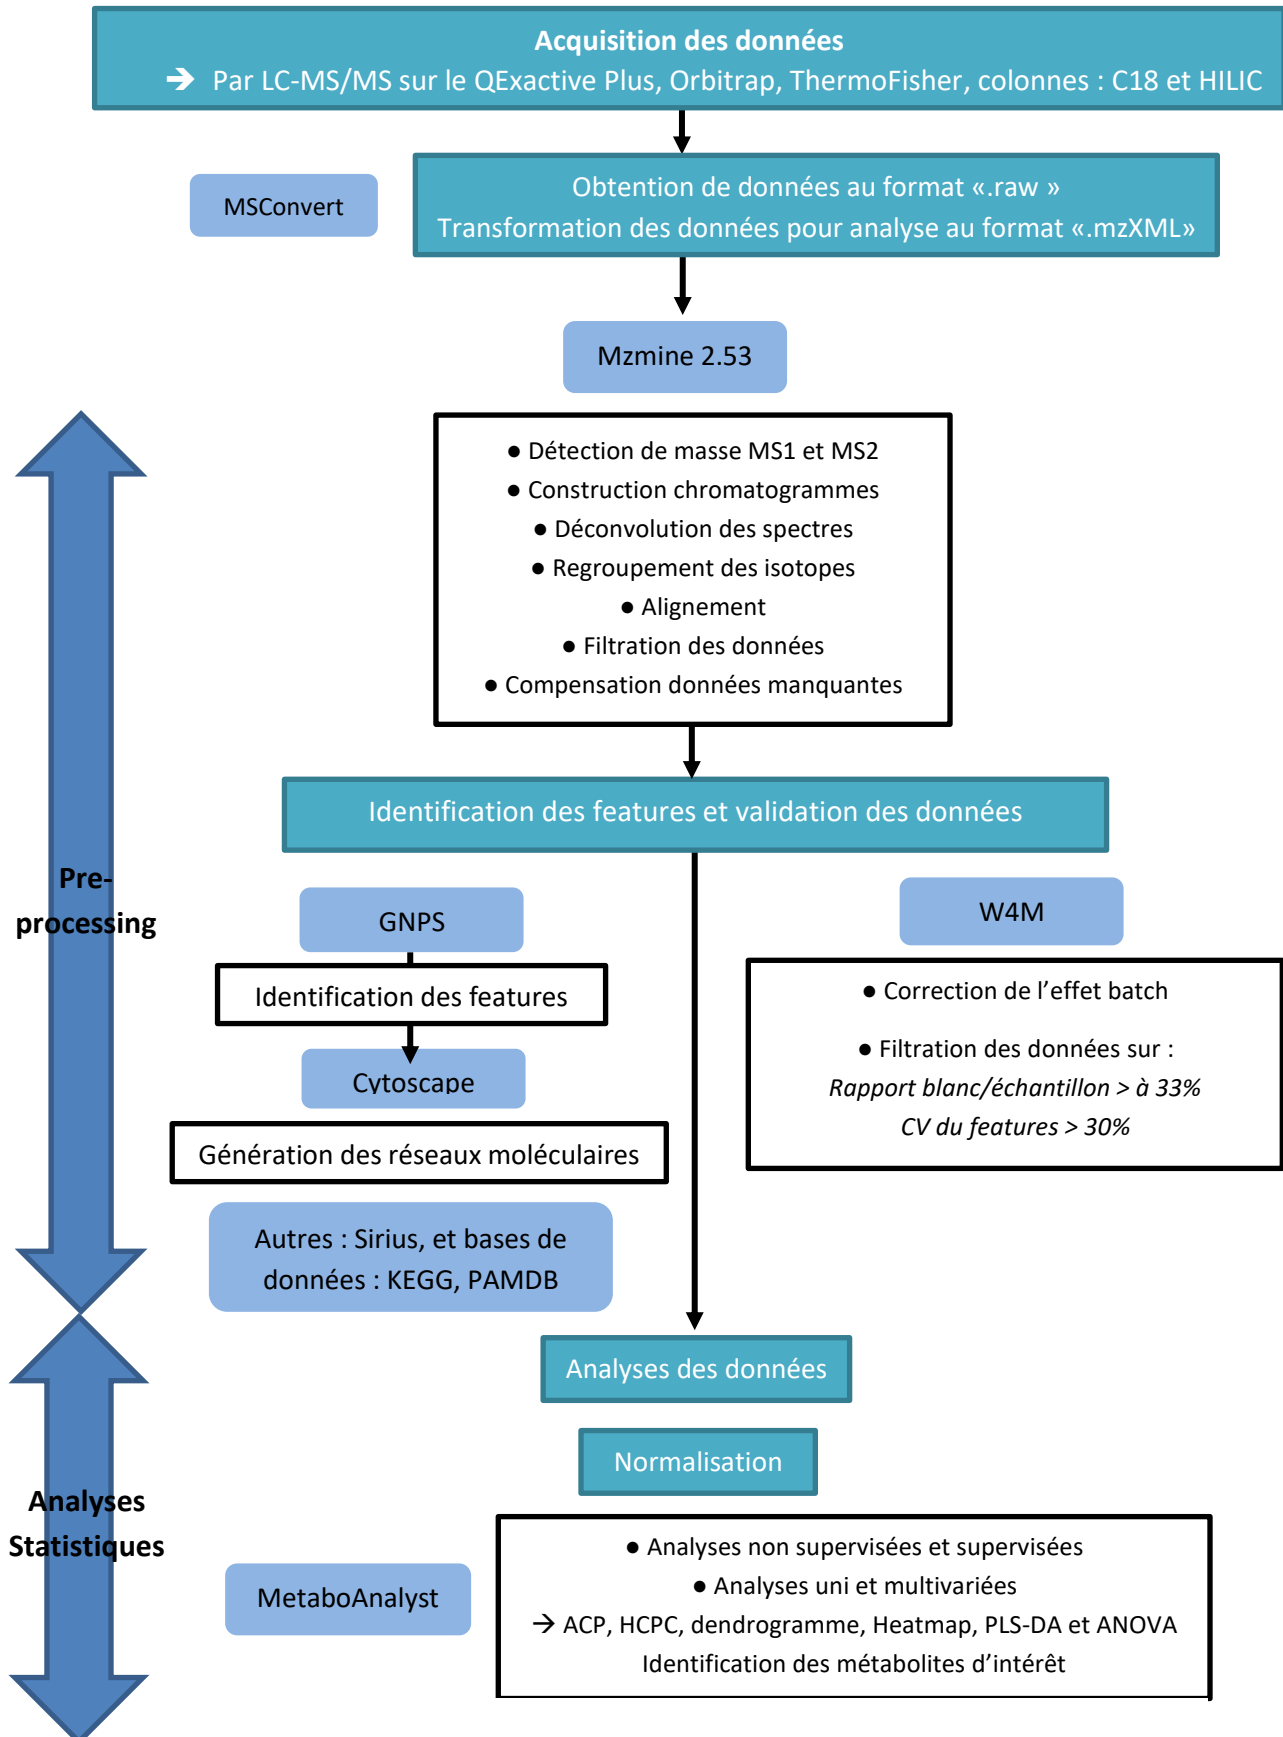 Acquisition des données
→ Par LC-MS/MS sur le QExactive Plus, Orbitrap, ThermoFisher, colonnes : C18 et HILIC
MSConvert
Obtention de données au format «.raw »
Transformation des données pour analyse au format «.mzXML»
Mzmine 2.53
● Détection de masse MS1 et MS2
● Construction chromatogrammes
● Déconvolution des spectres
● Regroupement des isotopes
● Alignement
● Filtration des données
● Compensation données manquantes
Identification des features et validation des données
Pre-
processing
GNPS
Identification des features
Cytoscape
Génération des réseaux moléculaires
Autres : Sirius, et bases de
données : KEGG, PAMDB
W4M
● Correction de l’effet batch
● Filtration des données sur :
Rapport blanc/échantillon > à 33%
CV du features > 30%
Analyses des données
Normalisation
Analyses
Statistiques
MetaboAnalyst
● Analyses non supervisées et supervisées
● Analyses uni et multivariées
→ ACP, HCPC, dendrogramme, Heatmap, PLS-DA et ANOVA
Identification des métabolites d’intérêt